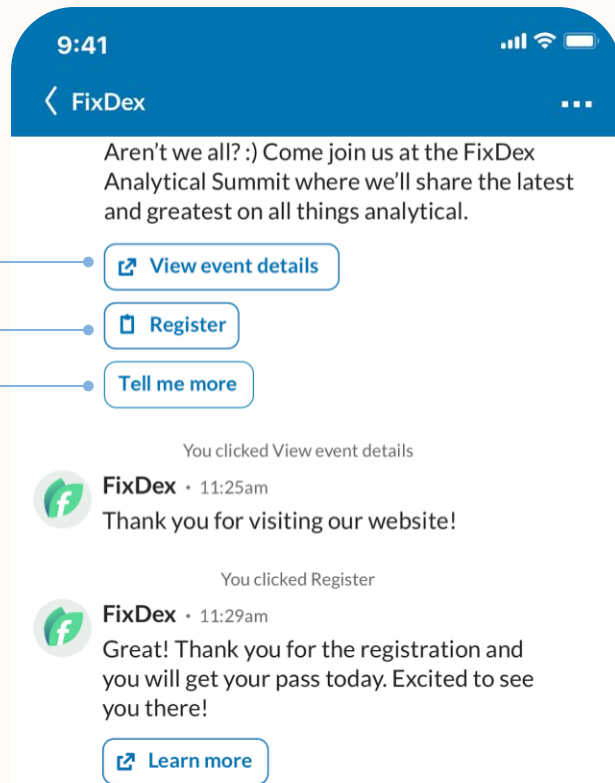 9:41
FixDex
Aren't we all? :) Come join us at the FixDex
Analytical Summit where we'll share the latest
and greatest on all things analytical.
View event details
Register
Tell me more
You clicked View event details
FixDex • 11:25am
Thank you for visiting our website!
You clicked Register
FixDex • 11:29am
Great! Thank you for the registration and
you will get your pass today. Excited to see
you there!
Learn more